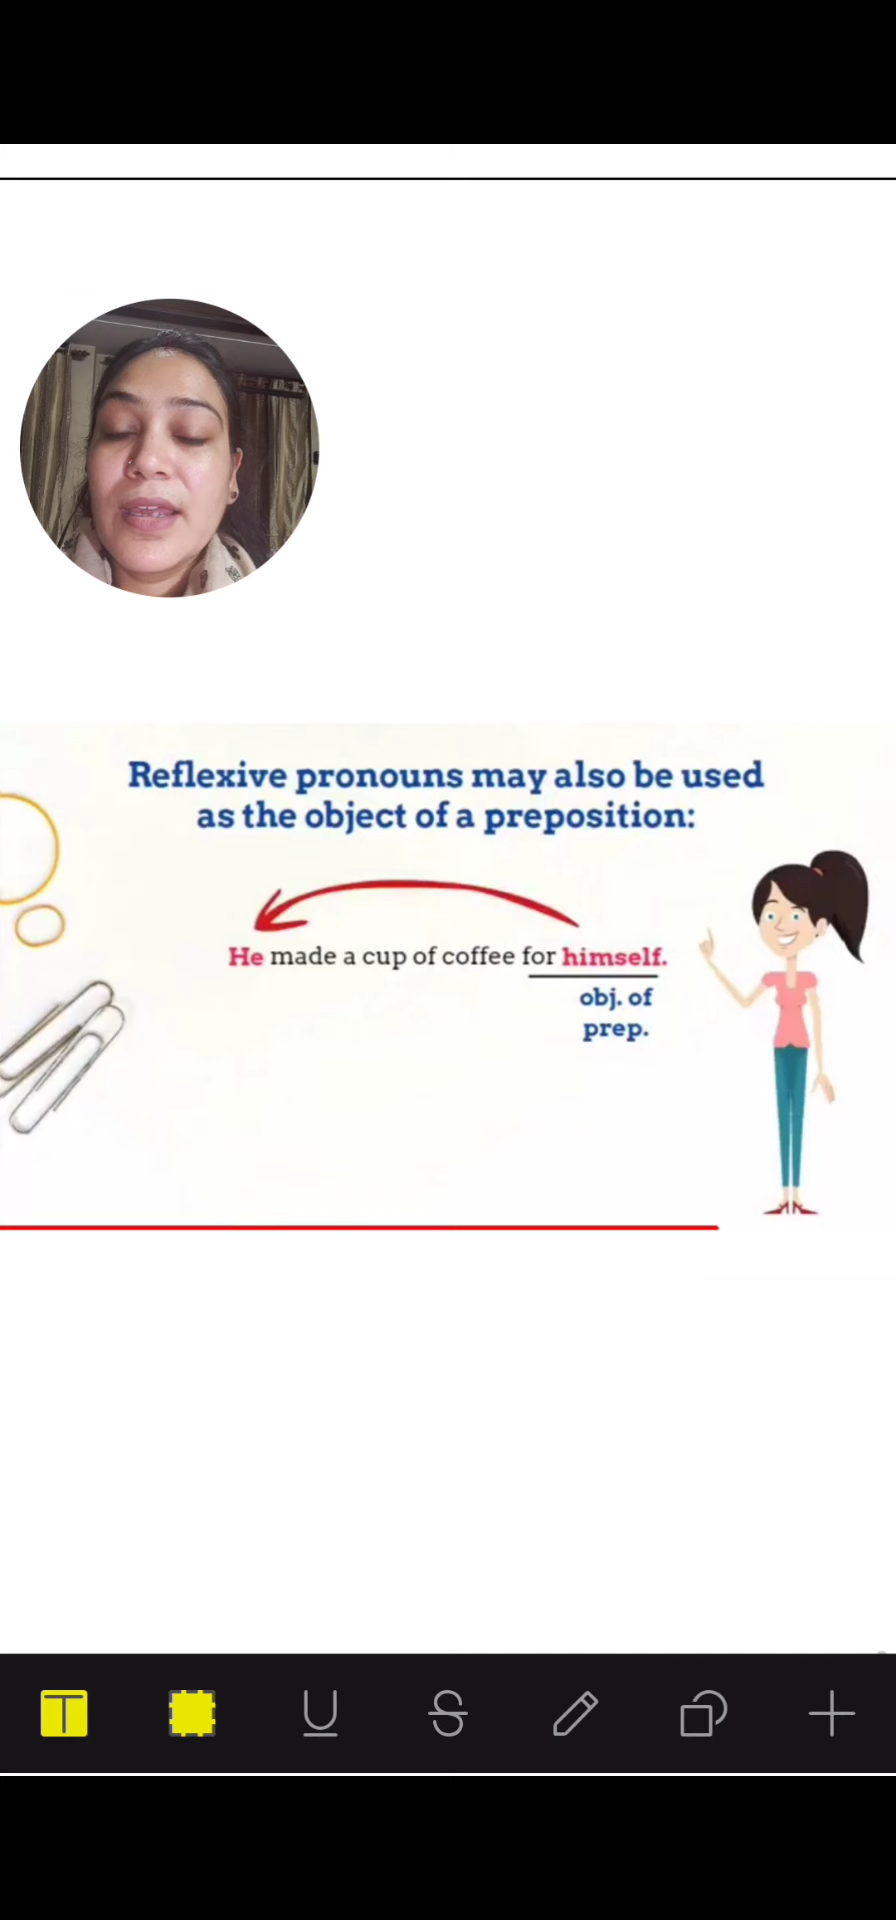 Reflexive pronouns may also be used
as the object of a preposition:
He made a cup of coffee for himself.
obj. of
prep.